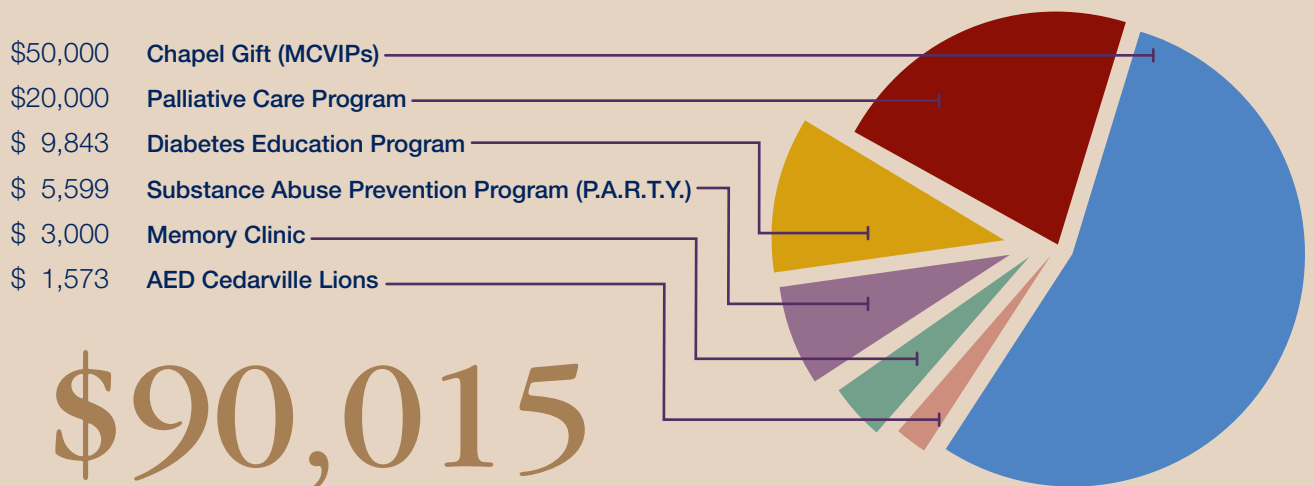 $50,000 Chapel Gift (MCVIPs)
$20,000 Palliative Care Program
$ 9,843 Diabetes Education Program
$ 5,599 Substance Abuse Prevention Program (P.A.R.T.Y.)
$ 3,000 Memory Clinic
$ 1,573 AED Cedarville Lions
$90,015